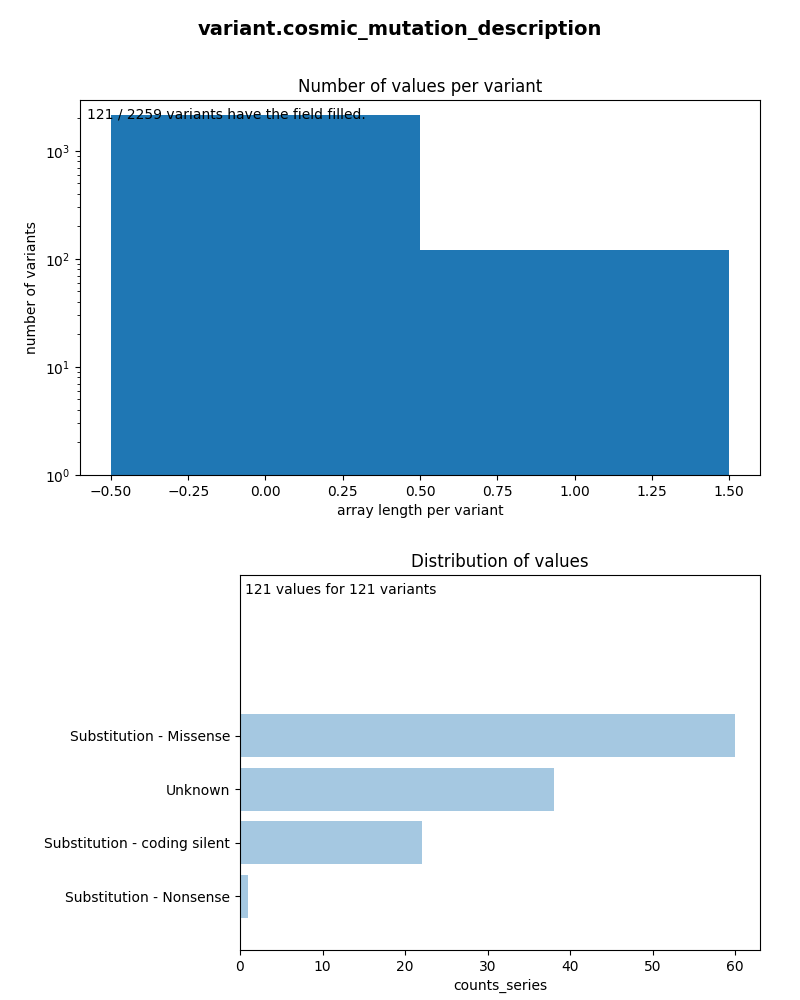 variant.cosmic_mutation_description
Number of values per variant
121 / 2259 variants have the field filled.
10³
10²
10¹
10⁰
number of variants
−0.50 −0.25 0.00 0.25 0.50 0.75 1.00 1.25 1.50
array length per variant
Distribution of values
121 values for 121 variants
Substitution - Missense
Unknown
Substitution - coding silent
Substitution - Nonsense
0 10 20 30 40 50 60
counts_series